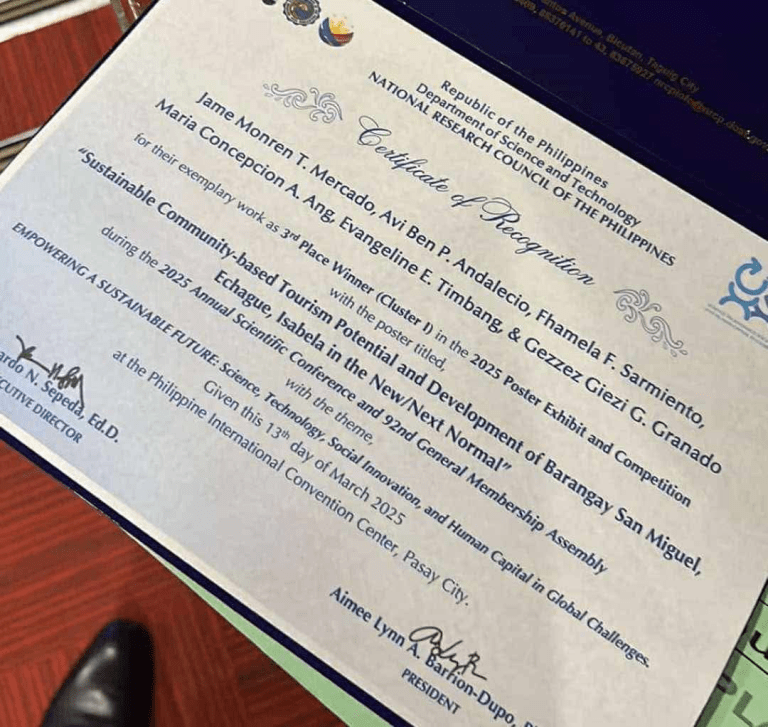 Avenue, Bicutan, Taguig City
Republic of the Philippines
Department of Science and Technology
NATIONAL RESEARCH COUNCIL OF THE PHILIPPINES
Certificate of Recognition
Jame Monren T. Mercado, Avi Ben P. Andalecio, Fhamela F. Sarmiento,
Maria Concepcion A. Ang, Evangeline E. Timbang, & Gezzez Giezi G. Granado
for their exemplary work as 3rd Place Winner (Cluster I) in the 2025 Poster Exhibit and Competition
with the poster titled,
“Sustainable Community-based Tourism Potential and Development of Barangay San Miguel,
Echague, Isabela in the New/Next Normal”
during the 2025 Annual Scientific Conference and 92nd General Membership Assembly
with the theme,
EMPOWERING A SUSTAINABLE FUTURE: Science, Technology, Social Innovation, and Human Capital in Global Challenges.
Given this 13th day of March 2025
at the Philippine International Convention Center, Pasay City.
N. Sepeda, Ed.D.
DIRECTOR
Aimee Lynn A. Barrion-Dupo,
PRESIDENT